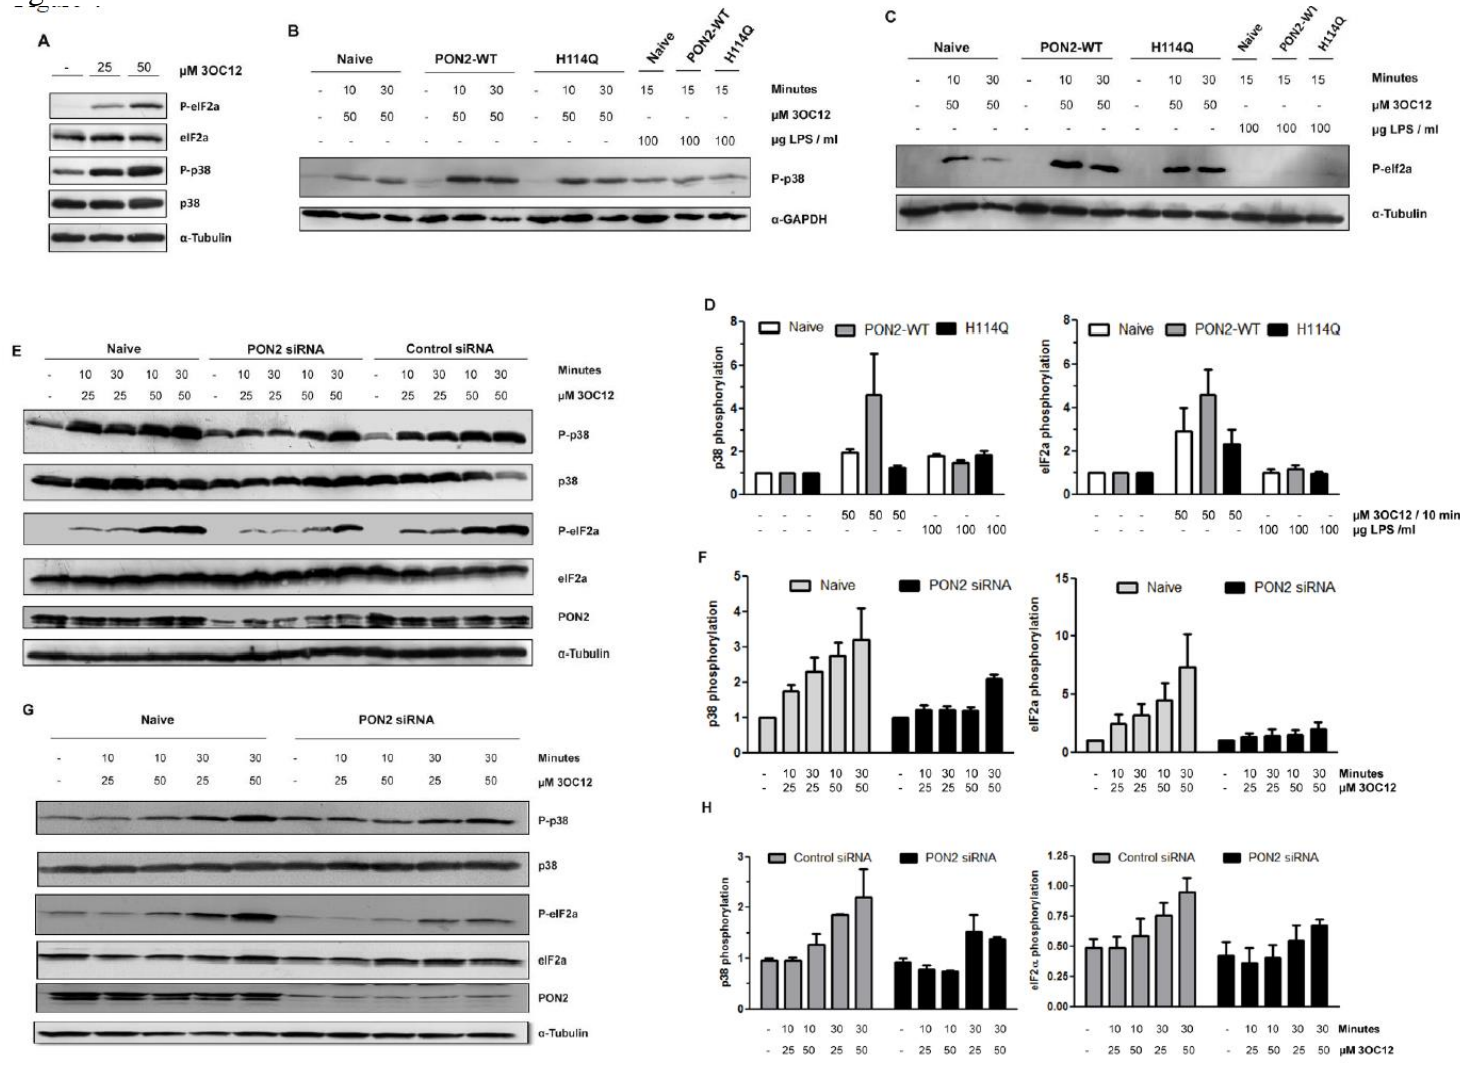 A
- 25 50 µM 3OC12
P-eIF2a
eIF2a
P-p38
p38
α-Tubulin
B
Naive PON2-WT H114Q Naive PON2-WT H114Q
- 10 30 - 10 30 - 10 30 15 15 15 Minutes
- 50 50 - 50 50 - 50 50 - - - µM 3OC12
- - - - - - - - - 100 100 100 µg LPS / ml
P-p38
α-GAPDH
C
Naive PON2-WT H114Q Naive PON2-WT H114Q
- 10 30 - 10 30 - 10 30 15 15 15 Minutes
- 50 50 - 50 50 - 50 50 - - - µM 3OC12
- - - - - - - - - 100 100 100 µg LPS / ml
P-eIf2a
α-Tubulin
D
Naive PON2-WT H114Q
p38 phosphorylation
8
6
4
2
0
- - - 50 50 50 - - -
- - - - - - 100 100 100
Naive PON2-WT H114Q
eIF2a phosphorylation
8
6
4
2
0
- - - 50 50 50 - - - µM 3OC12 / 10 min
- - - - - - 100 100 100 µg LPS /ml
E
Naive PON2 siRNA Control siRNA
- 10 30 10 30 - 10 30 10 30 - 10 30 10 30 Minutes
- 25 25 50 50 - 25 25 50 50 - 25 25 50 50 µM 3OC12
P-p38
p38
P-eIF2a
eIF2a
PON2
α-Tubulin
F
Naive PON2 siRNA
p38 phosphorylation
5
4
3
2
1
0
- 10 30 10 30 - 10 30 10 30
- 25 25 50 50 - 25 25 50 50
Naive PON2 siRNA
eIF2a phosphorylation
15
10
5
0
- 10 30 10 30 - 10 30 10 30 Minutes
- 25 25 50 50 - 25 25 50 50 µM 3OC12
G
Naive PON2 siRNA
- 10 10 30 30 - 10 10 30 30 Minutes
- 25 50 25 50 - 25 50 25 50 µM 3OC12
P-p38
p38
P-eIF2a
eIF2a
PON2
α-Tubulin
H
Control siRNA PON2 siRNA
p38 phosphorylation
3
2
1
0
- 10 10 30 30 - 10 10 30 30
- 25 50 25 50 - 25 50 25 50
Control siRNA PON2 siRNA
eIF2α phosphorylation
1.25
1.00
0.75
0.50
0.25
0.00
- 10 10 30 30 - 10 10 30 30 Minutes
- 25 50 25 50 - 25 50 25 50 µM 3OC12